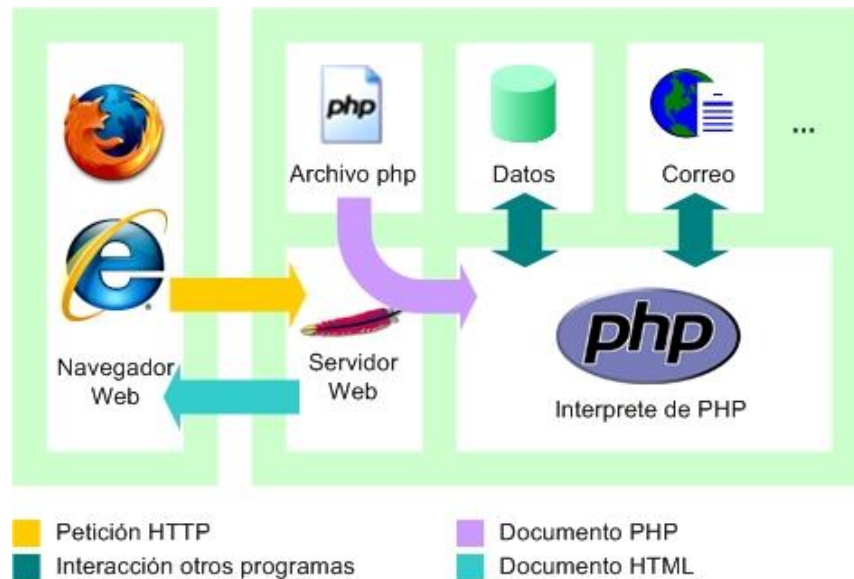 php
Archivo php
Datos
Correo
...
Navegador
Web
Servidor
Web
php
Interprete de PHP
Petición HTTP
Interacción otros programas
Documento PHP
Documento HTML